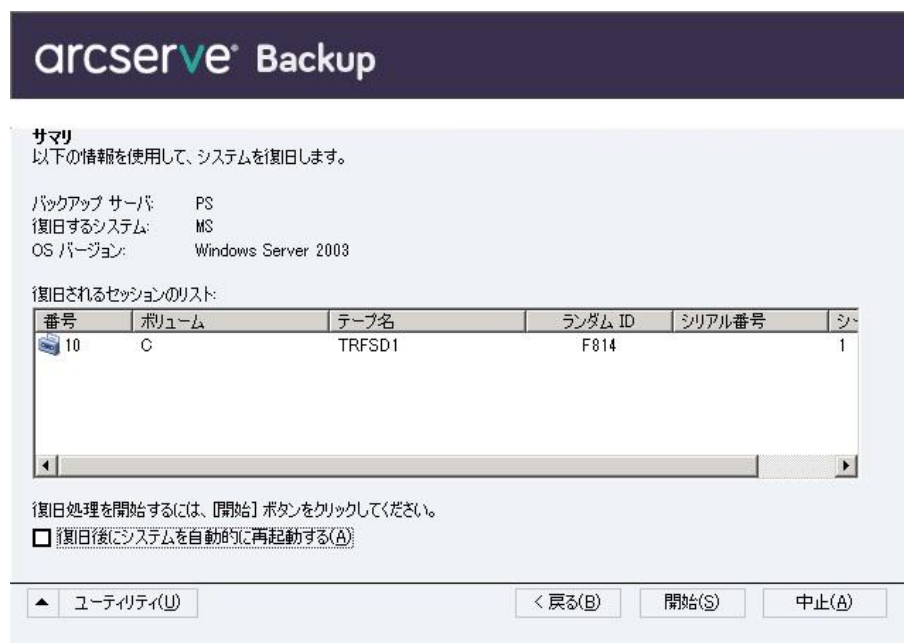 arcserve® Backup
サマリ
以下の情報を使用して、システムを復旧します。
バックアップ サーバ: PS
復旧するシステム: MS
OS バージョン: Windows Server 2003
復旧されるセッションのリスト:
番号 ボリューム テープ名 ランダム ID シリアル番号
10 C TRFSD1 F814 1
復旧処理を開始するには、[開始] ボタンをクリックしてください。
復旧後にシステムを自動的に再起動する(A)
ユーティリティ(U) < 戻る(B) 開始(S) 中止(A)